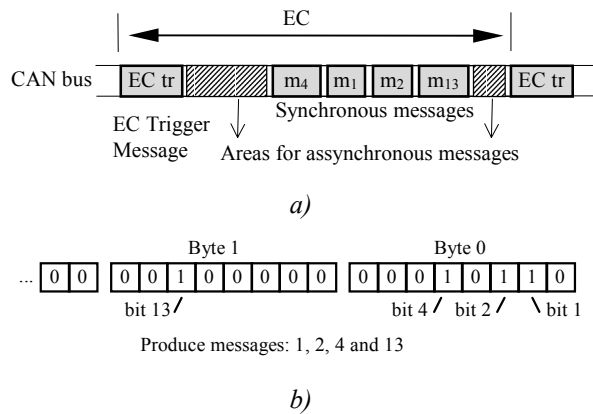 EC
CAN bus EC tr m₄ m₁ m₂ m₁₃ EC tr
Synchronous messages
EC Trigger
Message
Areas for assynchronous messages
a)
Byte 1 Byte 0
... 0 0 0 0 1 0 0 0 0 0 0 0 0 1 0 1 1 0
bit 13 bit 4 bit 2 bit 1
Produce messages: 1, 2, 4 and 13
b)